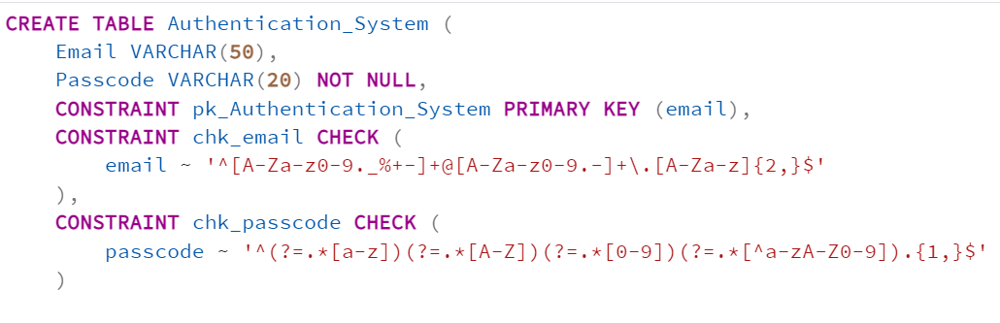 CREATE TABLE Authentication_System (
    Email VARCHAR(50),
    Passcode VARCHAR(20) NOT NULL,
    CONSTRAINT pk_Authentication_System PRIMARY KEY (email),
    CONSTRAINT chk_email CHECK (
        email ~ '^[A-Za-z0-9._%+-]+@[A-Za-z0-9.-]+\.[A-Za-z]{2,}$'
    ),
    CONSTRAINT chk_passcode CHECK (
        passcode ~ '^(?=.*[a-z])(?=.*[A-Z])(?=.*[0-9])(?=.*[^a-zA-Z0-9]).{1,}$'
    )